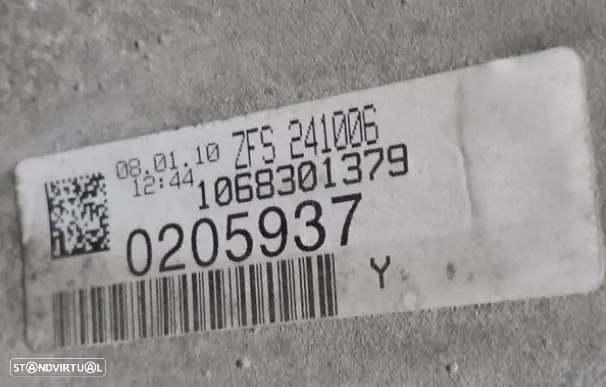 08.01.10 ZFS 241006
12:44 1068301379
0205937
Y
STANDVIRTUAL